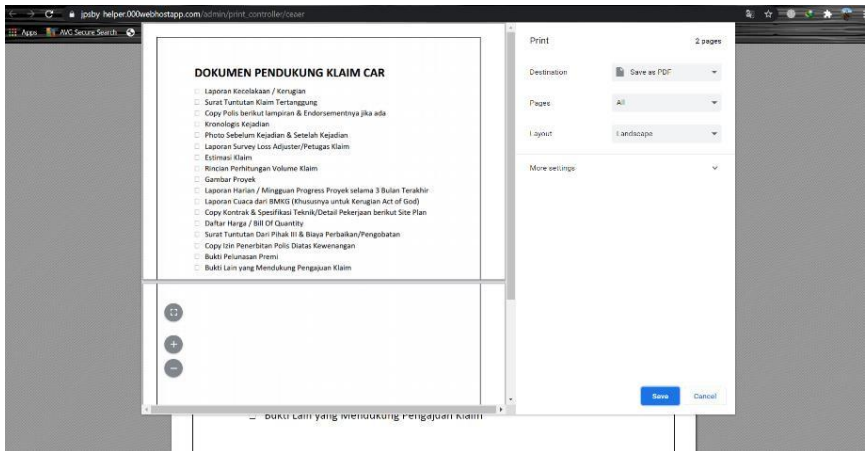 jpsby helper.000webhostapp.com/admin/print_controller/ceaer
Apps AVG Secure Search
DOKUMEN PENDUKUNG KLAIM CAR
Laporan Kecelakaan / Kerugian
Surat Tuntutan Klaim Tertanggung
Copy Polis berikut lampiran & Endorsementnya jika ada
Kronologis Kejadian
Photo Sebelum Kejadian & Setelah Kejadian
Laporan Survey Loss Adjuster/Petugas Klaim
Estimasi Klaim
Rincian Perhitungan Volume Klaim
Gambar Proyek
Laporan Harian / Mingguan Progress Proyek selama 3 Bulan Terakhir
Laporan Cuaca dari BMKG (Khususnya untuk Kerugian Act of God)
Copy Kontrak & Spesifikasi Teknik/Detail Pekerjaan berikut Site Plan
Daftar Harga / Bill Of Quantity
Surat Tuntutan Dari Pihak III & Biaya Perbaikan/Pengobatan
Copy Izin Penerbitan Polis Diatas Kewenangan
Bukti Pelunasan Premi
Bukti Lain yang Mendukung Pengajuan Klaim
Print 2 pages
Destination Save as PDF
Pages All
Layout Landscape
More settings
Save Cancel
Bukti Lain yang Mendukung Pengajuan Klaim